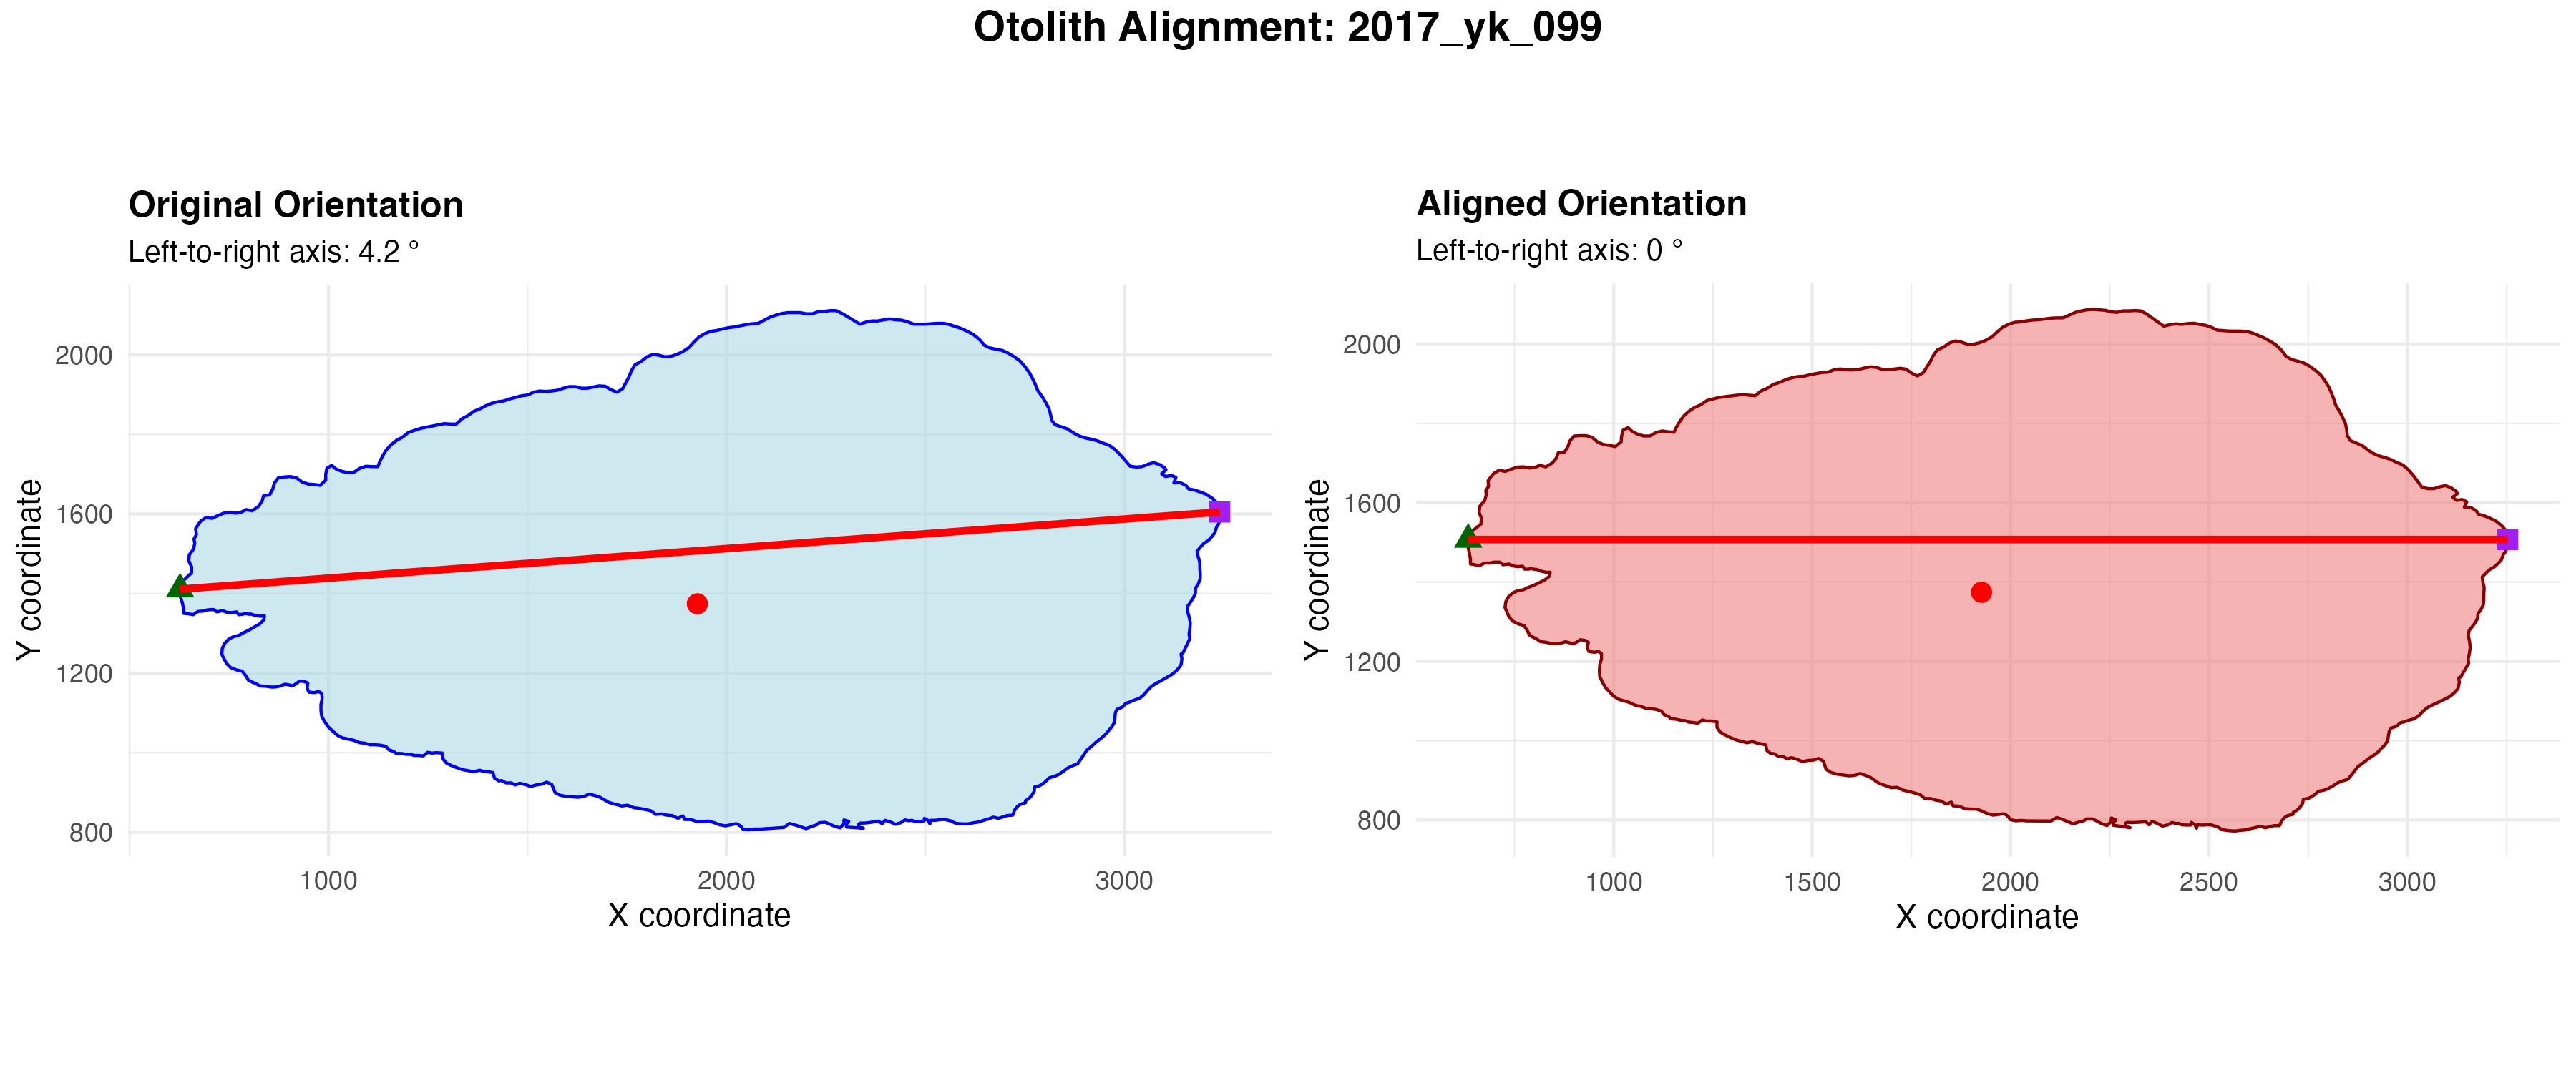 Otolith Alignment: 2017_yk_099
Original Orientation
Left-to-right axis: 4.2 °
2000
1600
1200
800
Y coordinate
1000
2000
3000
X coordinate
Aligned Orientation
Left-to-right axis: 0 °
2000
1600
1200
800
Y coordinate
1000
1500
2000
2500
3000
X coordinate